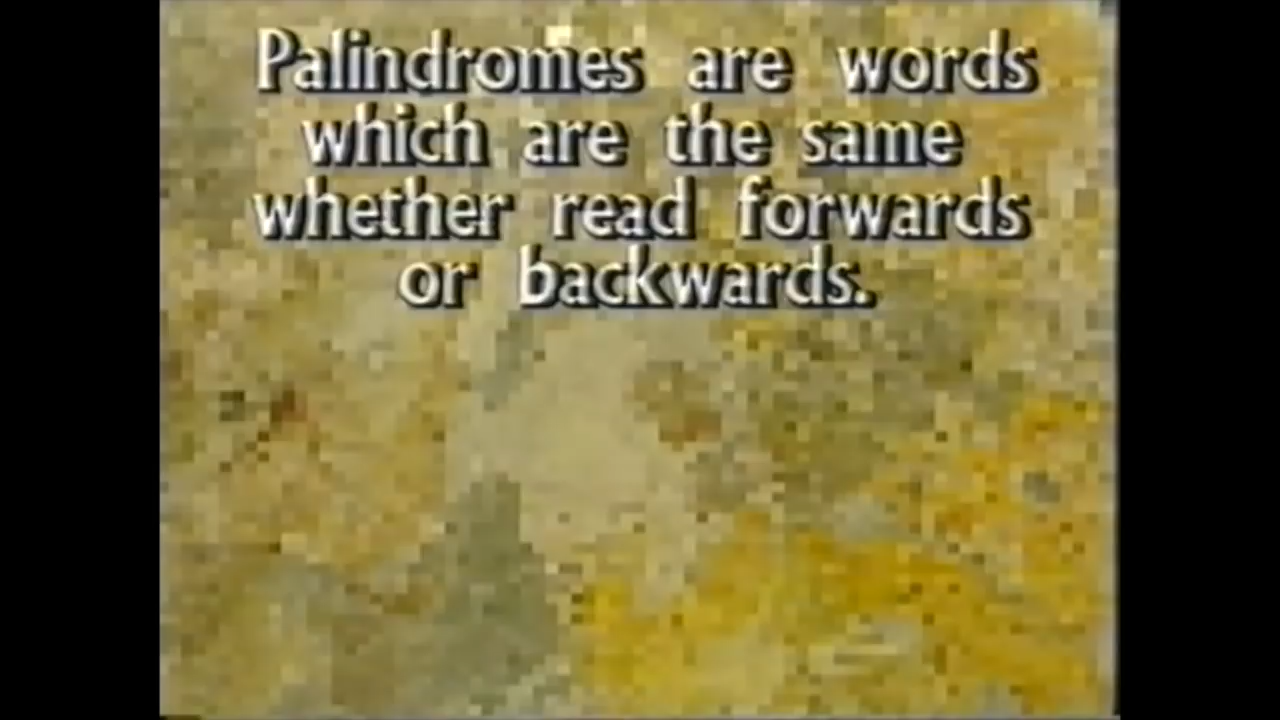 Palindromes are words
which are the same
whether read forwards
or backwards.